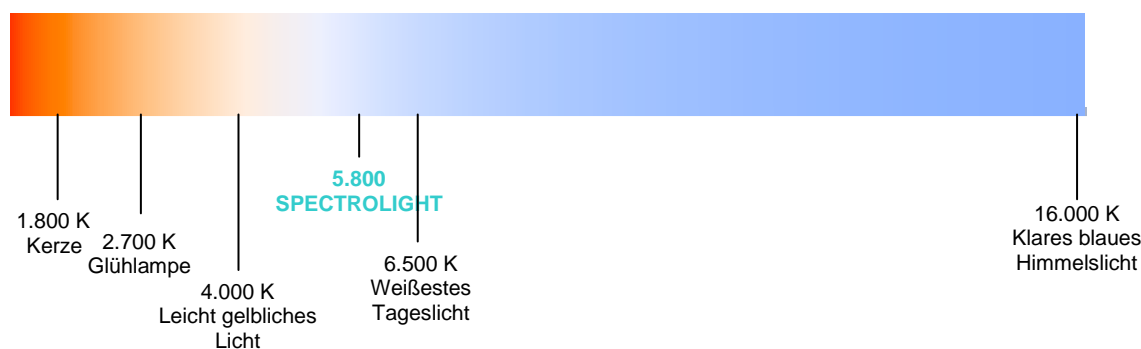 1.800 K
Kerze
2.700 K
Glühlampe
4.000 K
Leicht gelbliches
Licht
5.800
SPECTROLIGHT
6.500 K
Weißestes
Tageslicht
16.000 K
Klares blaues
Himmelslicht